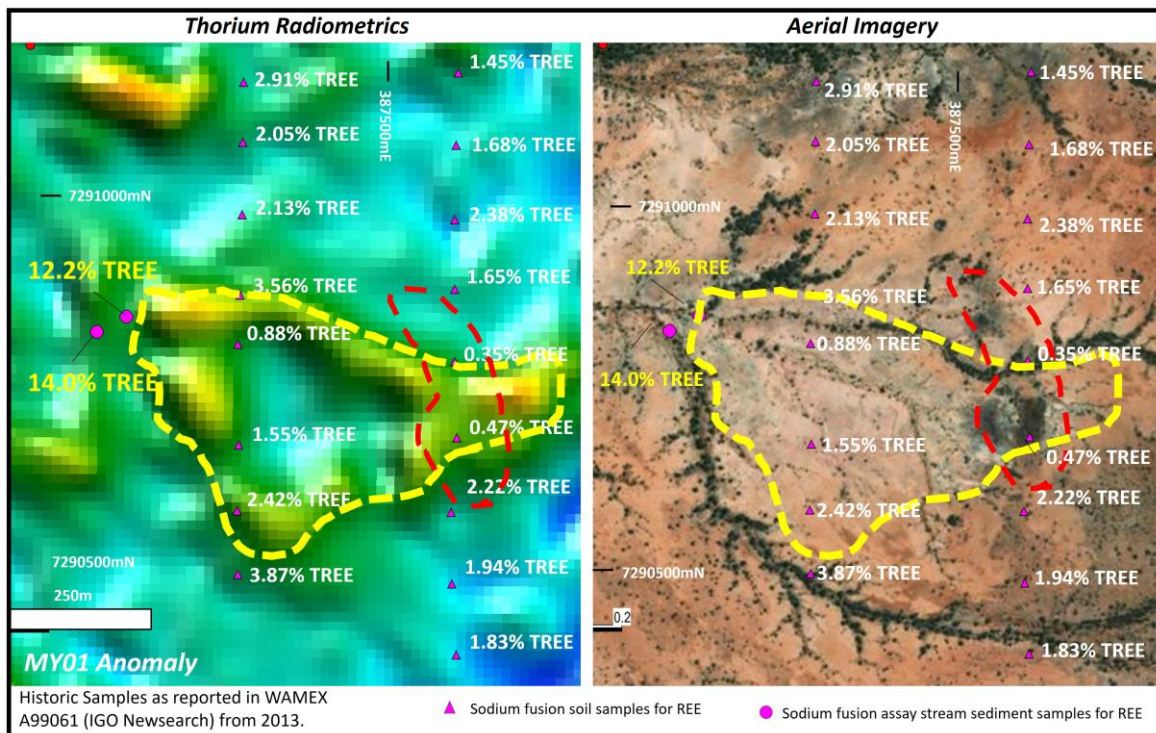 Thorium Radiometrics
2.91% TREE
1.45% TREE
387500mE
2.05% TREE
1.68% TREE
7291000mN
2.13% TREE
2.38% TREE
12.2% TREE
1.65% TREE
3.56% TREE
0.88% TREE
0.35% TREE
14.0% TREE
0.47% TREE
1.55% TREE
2.42% TREE
2.22% TREE
7290500mN
3.87% TREE
1.94% TREE
250m
1.83% TREE
MY01 Anomaly
Aerial Imagery
1.45% TREE
2.91% TREE
387500mE
2.05% TREE
1.68% TREE
7291000mN
2.13% TREE
2.38% TREE
12.2% TREE
1.65% TREE
3.56% TREE
0.88% TREE
0.35% TREE
14.0% TREE
1.55% TREE
0.47% TREE
2.42% TREE
2.22% TREE
7290500mN
3.87% TREE
1.94% TREE
0.2
1.83% TREE
Historic Samples as reported in WAMEX
A99061 (IGO Newsearch) from 2013.
Sodium fusion soil samples for REE
Sodium fusion assay stream sediment samples for REE